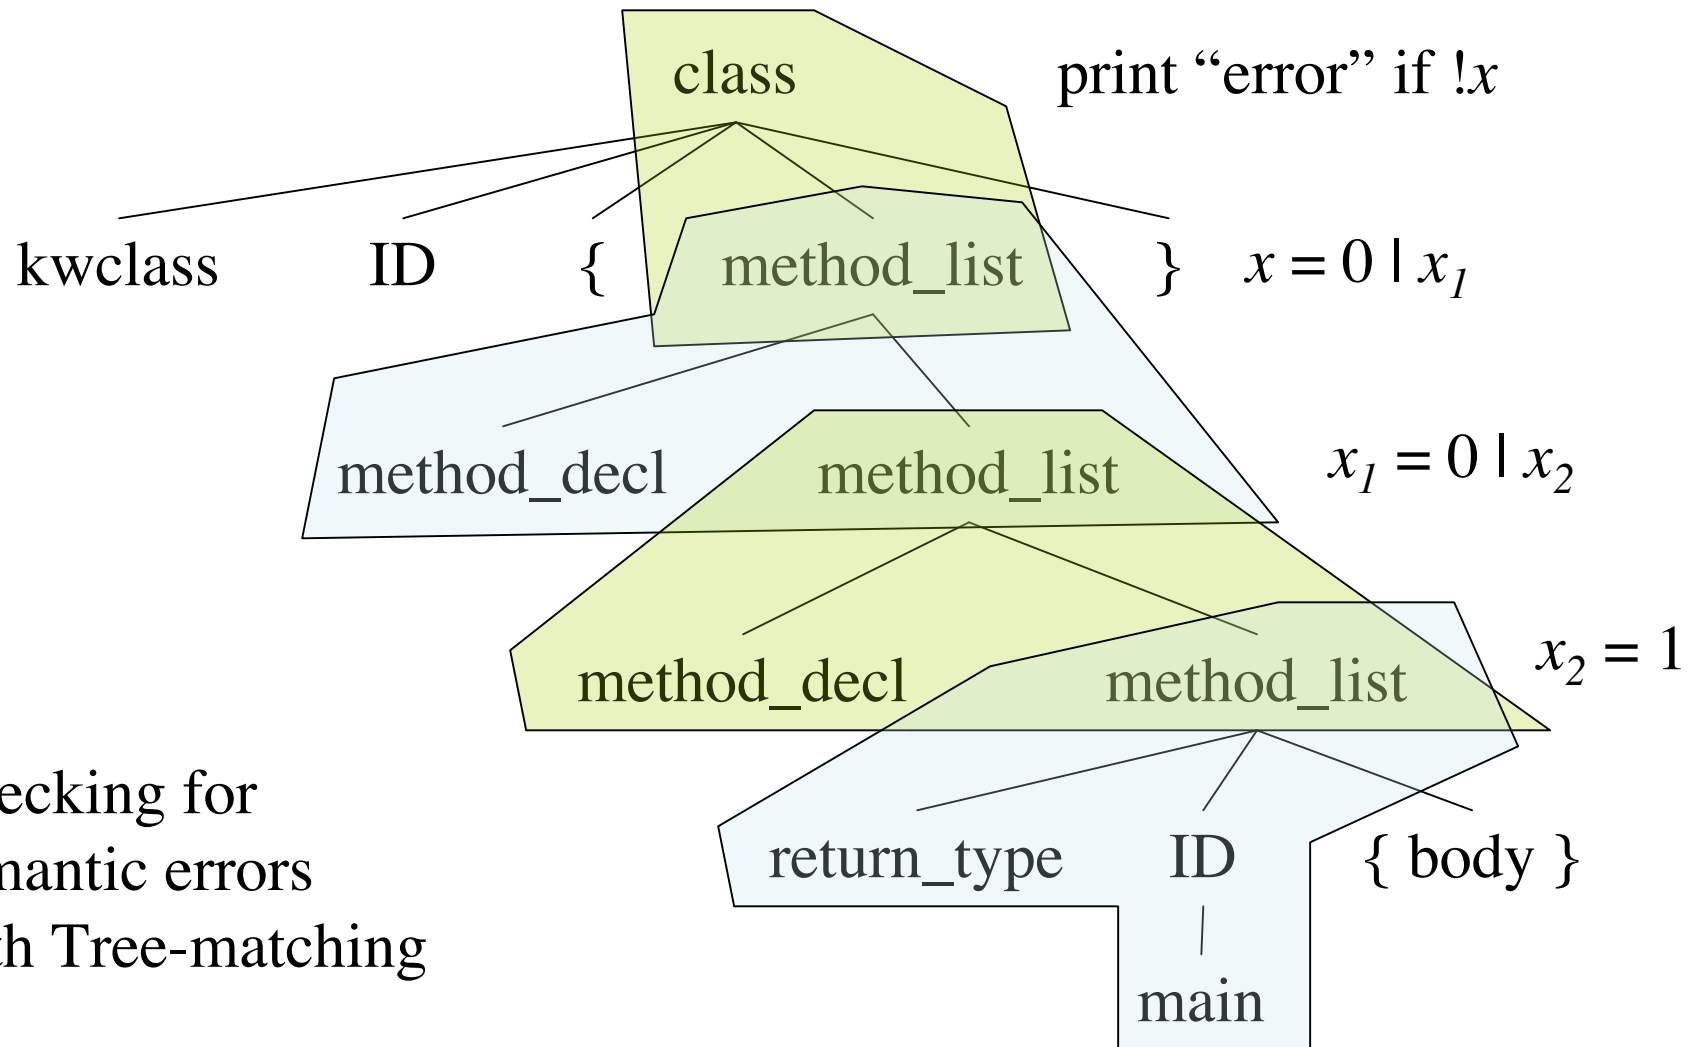 class print “error” if !x
kwclass ID { method_list } x = 0 | x₁
method_decl method_list x₁ = 0 | x₂
method_decl method_list x₂ = 1
ecking for
return_type ID { body }
mantic errors
th Tree-matching
main